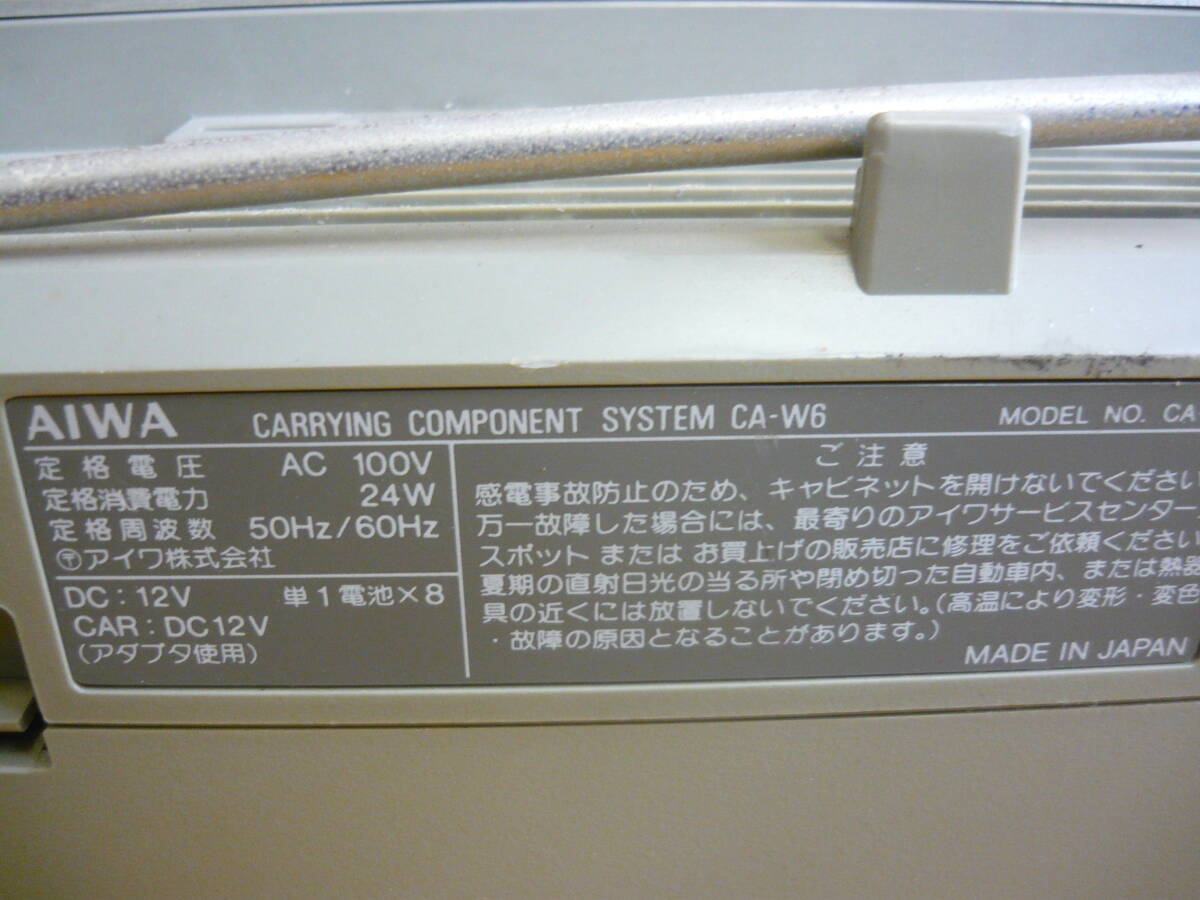 AIWA CARRYING COMPONENT SYSTEM CA-W6 MODEL NO. CA
定格電圧 AC 100V
定格消費電力 24W
定格周波数 50Hz/60Hz
〶アイワ株式会社
DC : 12V 単1電池×8
CAR : DC12V
(アダプタ使用)
ご注意
感電事故防止のため、キャビネットを開けないでください
万一故障した場合には、最寄りのアイワサービスセンター
スポット または お買上げの販売店に修理をご依頼ください
夏期の直射日光の当る所や閉め切った自動車内、または熱器
具の近くには放置しないでください。(高温により変形・変色
・故障の原因となることがあります。)
MADE IN JAPAN